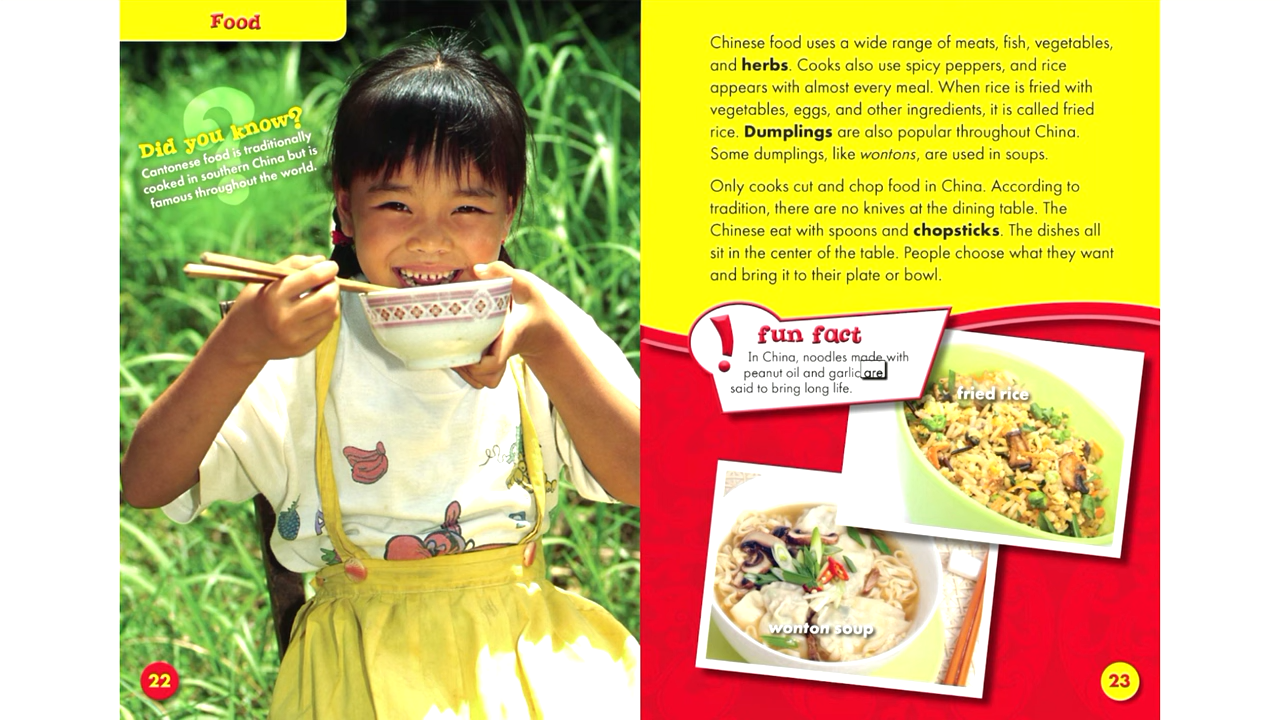 Food
Did you know?
Cantonese food is traditionally
cooked in southern China but is
famous throughout the world.
22
Chinese food uses a wide range of meats, fish, vegetables,
and herbs. Cooks also use spicy peppers, and rice
appears with almost every meal. When rice is fried with
vegetables, eggs, and other ingredients, it is called fried
rice. Dumplings are also popular throughout China.
Some dumplings, like wontons, are used in soups.
Only cooks cut and chop food in China. According to
tradition, there are no knives at the dining table. The
Chinese eat with spoons and chopsticks. The dishes all
sit in the center of the table. People choose what they want
and bring it to their plate or bowl.
fun fact
In China, noodles made with
peanut oil and garlic are
said to bring long life.
fried rice
wonton soup
23